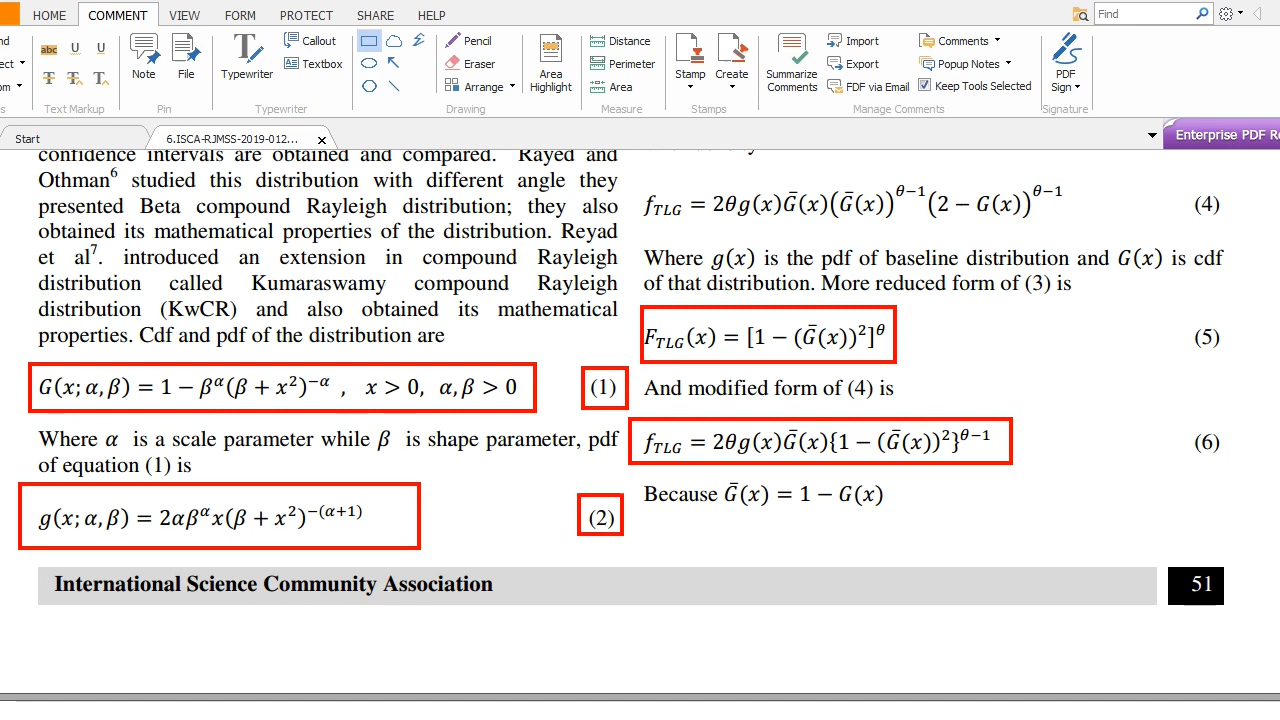 HOME COMMENT VIEW FORM PROTECT SHARE HELP
Find
nd
ect
om
abc U U
T T T
Text Markup
Note File
Pin
Typewriter
Callout
Textbox
Typewriter
Pencil
Eraser
Arrange
Drawing
Area
Highlight
Distance
Perimeter
Area
Measure
Stamp Create
Stamps
Summarize
Comments
Import
Export
FDF via Email
Comments
Popup Notes
Keep Tools Selected
Manage Comments
PDF
Sign
Signature
Start
6.ISCA-RJMSS-2019-012... x
Enterprise PDF Re
confidence intervals are obtained and compared. Rayed and
Othman⁶ studied this distribution with different angle they
presented Beta compound Rayleigh distribution; they also
obtained its mathematical properties of the distribution. Reyad
et al⁷. introduced an extension in compound Rayleigh
distribution called Kumaraswamy compound Rayleigh
distribution (KwCR) and also obtained its mathematical
properties. Cdf and pdf of the distribution are
G(x; α, β) = 1 − β^α(β + x²)^−α , x > 0, α, β > 0 (1)
Where α is a scale parameter while β is shape parameter, pdf
of equation (1) is
g(x; α, β) = 2αβ^αx(β + x²)^−(α+1) (2)
f_TLG = 2θg(x)Ḡ(x)(Ḡ(x))^θ−1(2 − G(x))^θ−1 (4)
Where g(x) is the pdf of baseline distribution and G(x) is cdf
of that distribution. More reduced form of (3) is
F_TLG(x) = [1 − (Ḡ(x))²]^θ (5)
And modified form of (4) is
f_TLG = 2θg(x)Ḡ(x){1 − (Ḡ(x))²}^θ−1 (6)
Because Ḡ(x) = 1 − G(x)
International Science Community Association 51